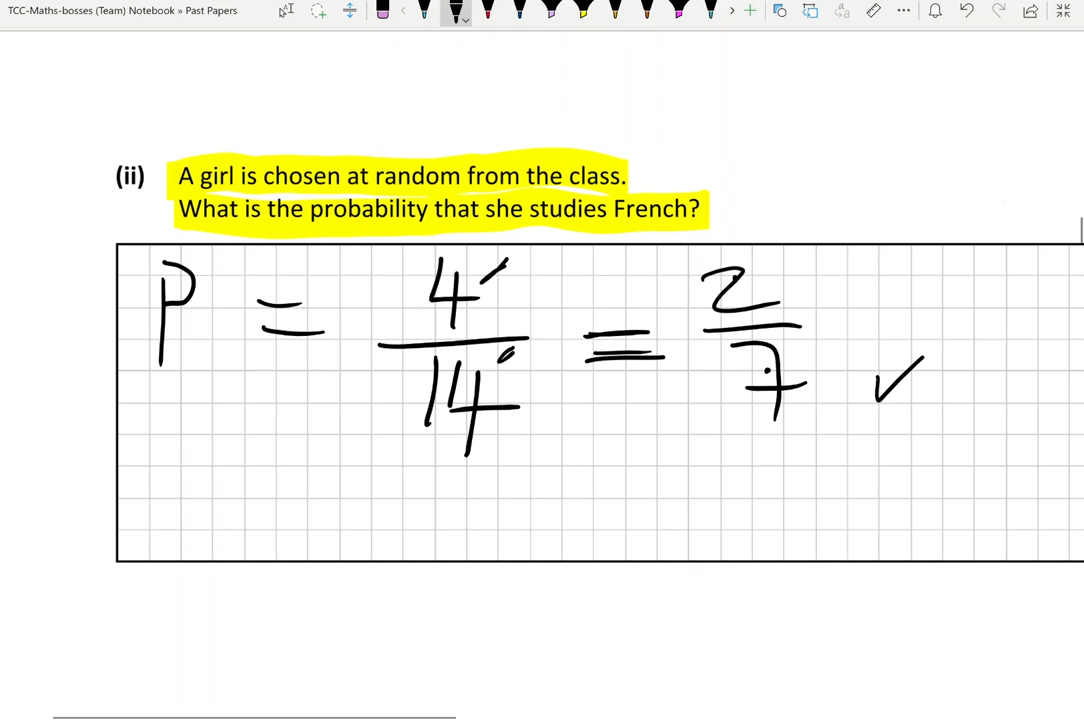 TCC-Maths-bosses (Team) Notebook » Past Papers
(ii) A girl is chosen at random from the class.
What is the probability that she studies French?
P = 4/14 = 2/7 ✓